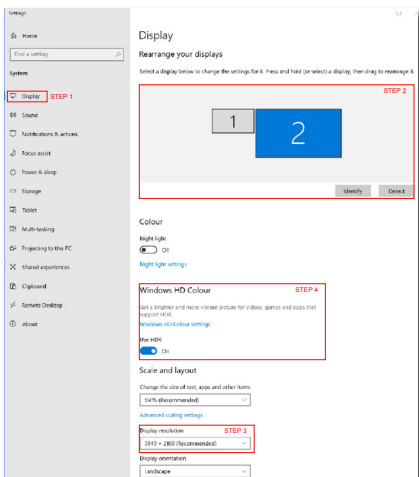 Settings
Home
Find a setting
System
Display
STEP 1
Sound
Notifications & actions
Focus assist
Power & sleep
Storage
Tablet
Multi-tasking
Projecting to this PC
Shared experiences
Clipboard
Remote Desktop
About
Display
Rearrange your displays
Select a display below to change the settings for it. Press and hold (or select) a display, then drag to rearrange it.
STEP 2
1
2
Identify
Detect
Colour
Night light
Off
Night light settings
Windows HD Colour
STEP 4
Get a brighter and more vibrant picture for videos, games and apps that
support HDR.
Windows HD Colour settings
Use HDR
On
Scale and layout
Change the size of text, apps and other items
150% (Recommended)
Advanced scaling settings
Display resolution
STEP 3
3840 × 2160 (Recommended)
Display orientation
Landscape